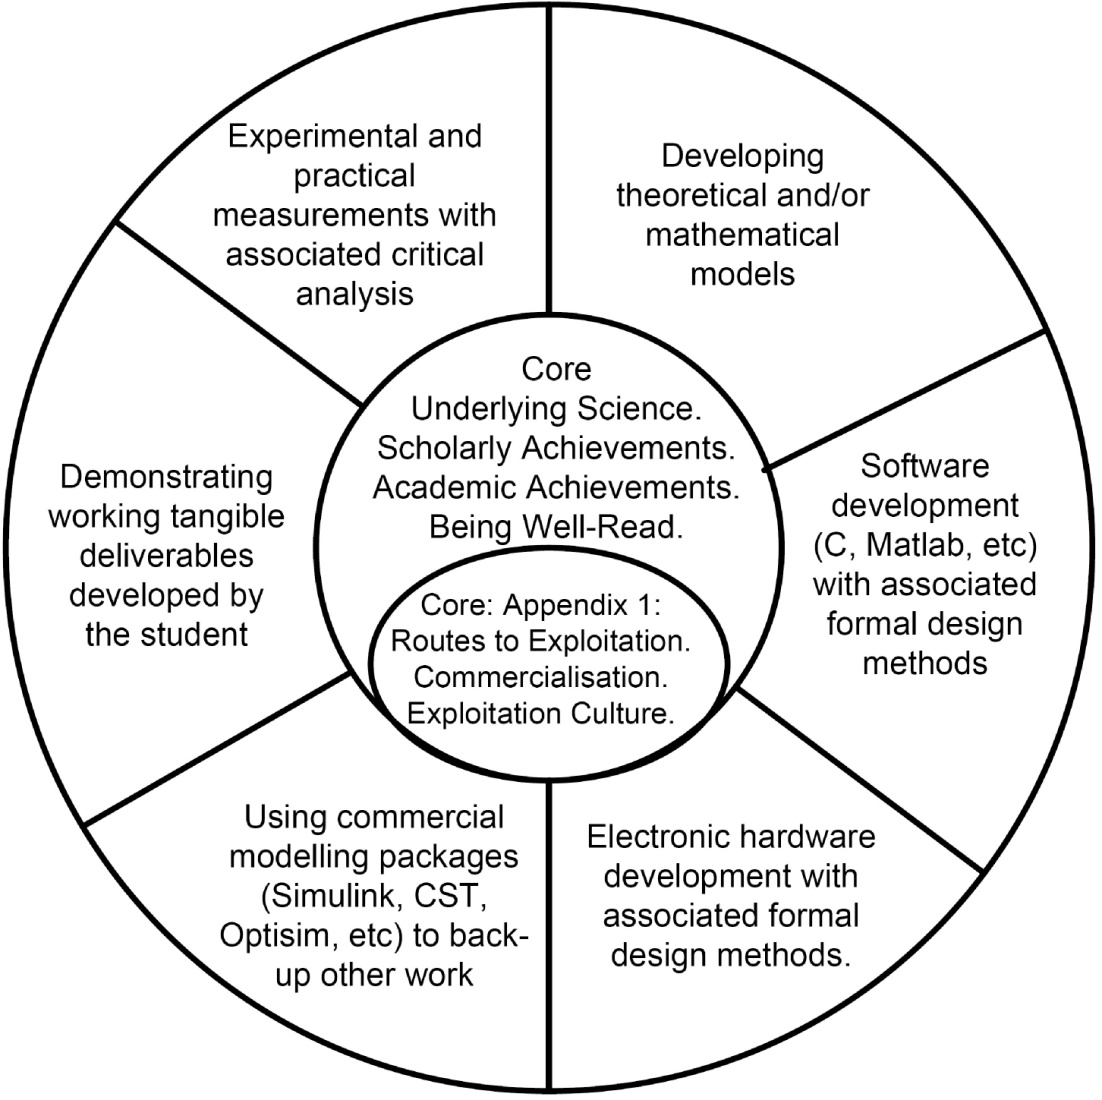 Experimental and
practical
measurements with
associated critical
analysis
Developing
theoretical and/or
mathematical
models
Core
Underlying Science.
Scholarly Achievements.
Academic Achievements.
Being Well-Read.
Core: Appendix 1:
Routes to Exploitation.
Commercialisation.
Exploitation Culture.
Demonstrating
working tangible
deliverables
developed by
the student
Software
development
(C, Matlab, etc)
with associated
formal design
methods
Using commercial
modelling packages
(Simulink, CST,
Optisim, etc) to back-
up other work
Electronic hardware
development with
associated formal
design methods.